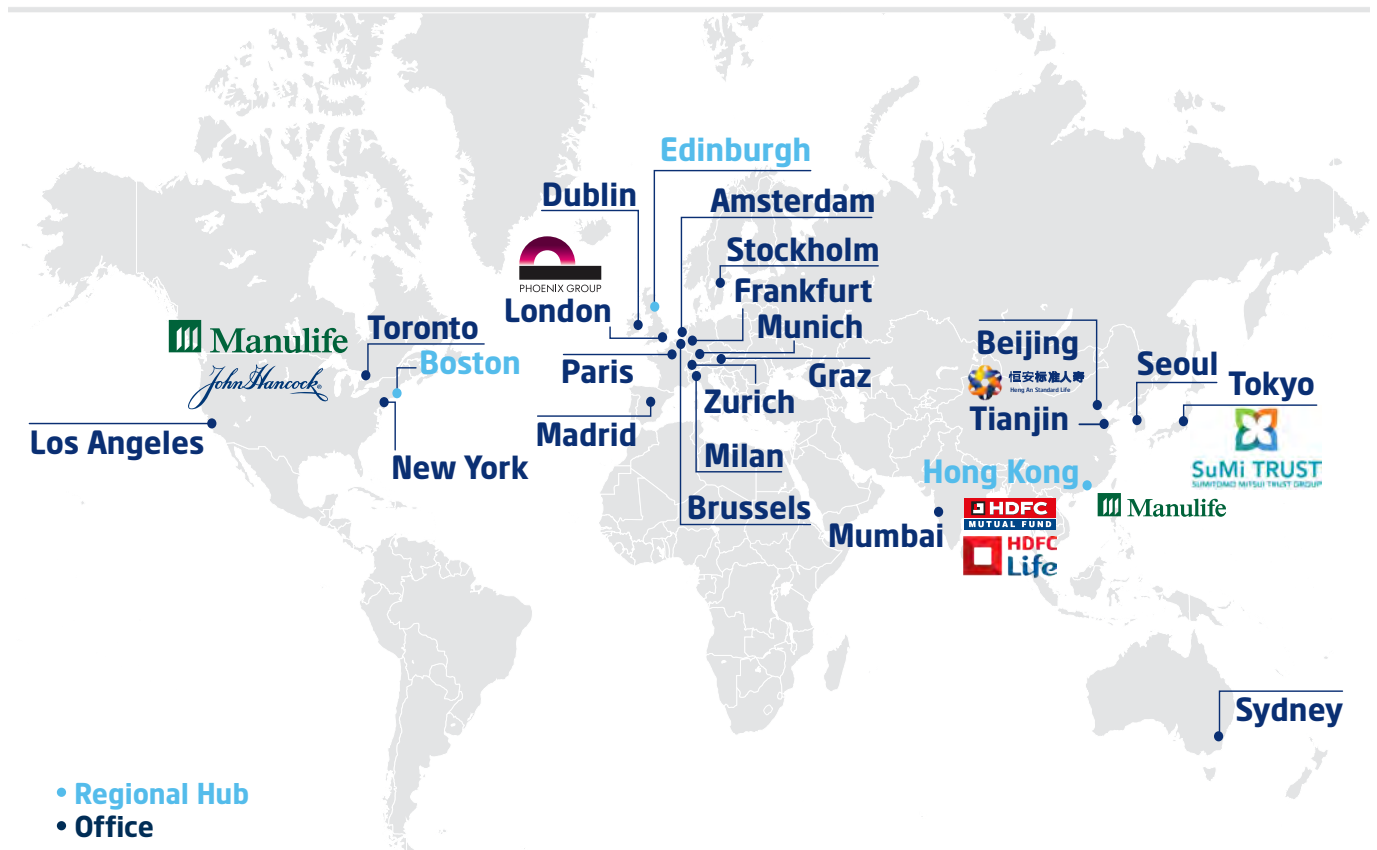 Edinburgh
Dublin
Amsterdam
Stockholm
PHOENIX GROUP
London
Frankfurt
Munich
Manulife
John Hancock
Toronto
Boston
Paris
Graz
Beijing
恒安标准人寿
Heng An Standard Life
Seoul
Tokyo
Zurich
Madrid
Tianjin
Los Angeles
New York
Milan
SuMi TRUST
SUMITOMO MITSUI TRUST GROUP
Hong Kong
Brussels
Manulife
HDFC
MUTUAL FUND
Mumbai
HDFC
Life
Sydney
• Regional Hub
• Office